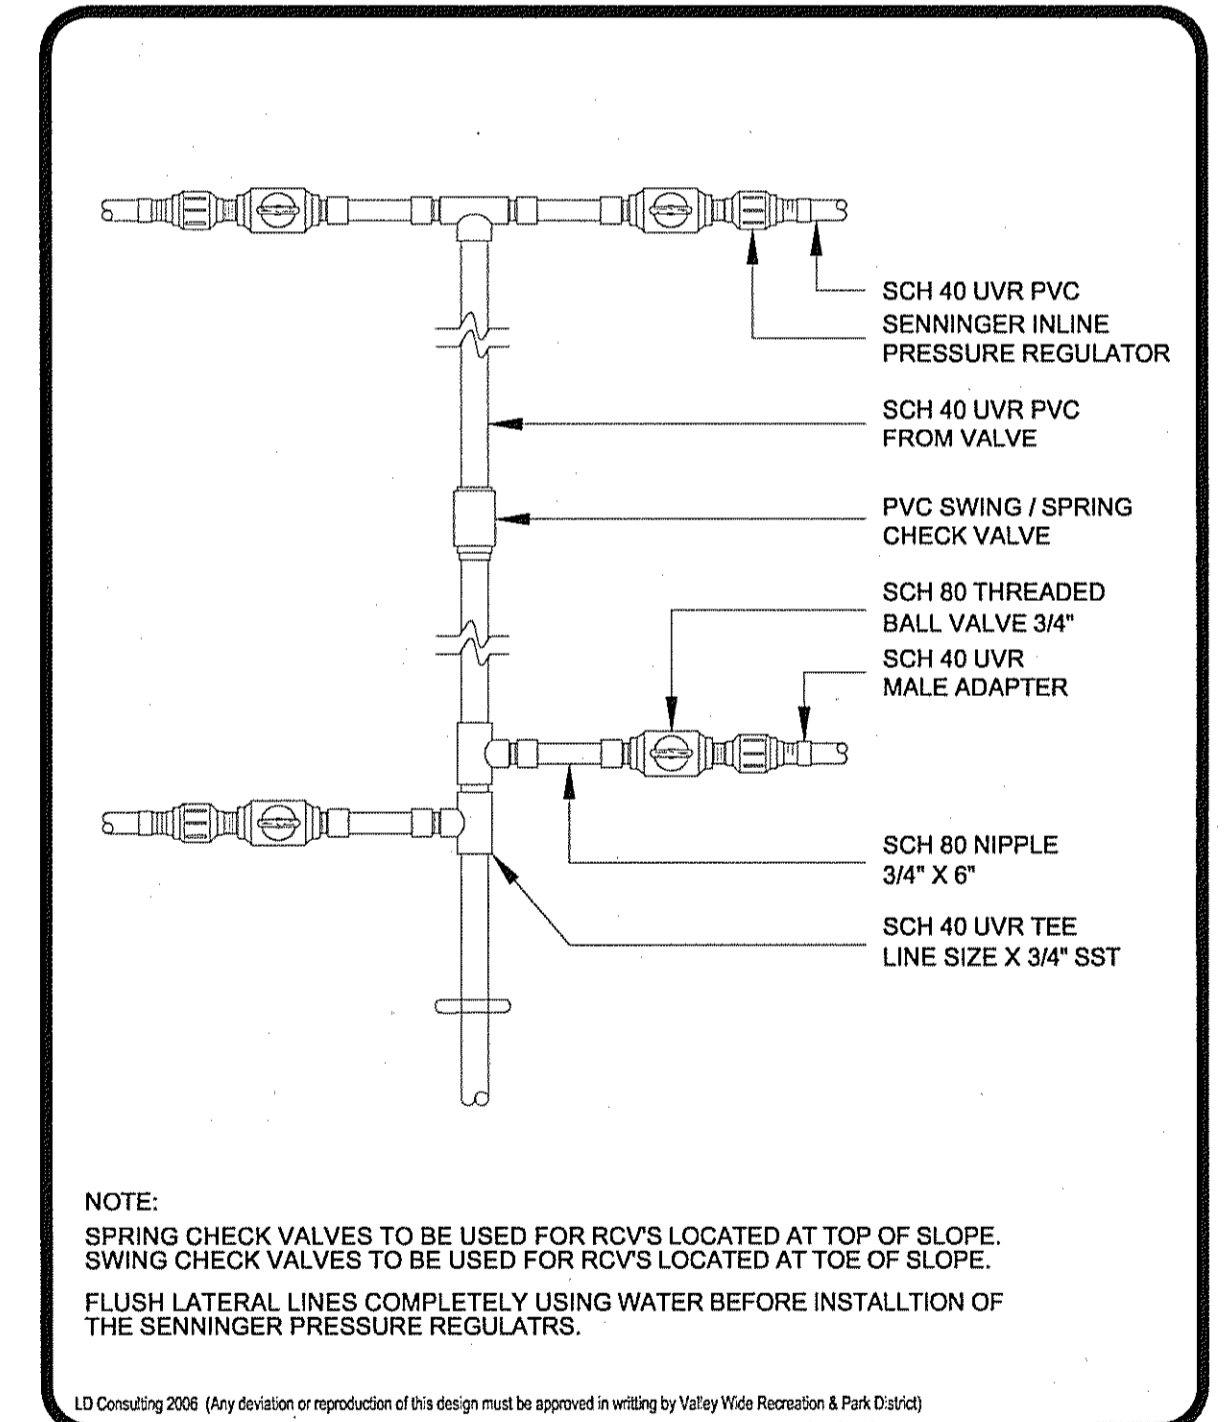 SCH 40 UVR PVC
SENNINGER INLINE
PRESSURE REGULATOR
SCH 40 UVR PVC
FROM VALVE
PVC SWING / SPRING
CHECK VALVE
SCH 80 THREADED
BALL VALVE 3/4"
SCH 40 UVR
MALE ADAPTER
SCH 80 NIPPLE
3/4" X 6"
SCH 40 UVR TEE
LINE SIZE X 3/4" SST
NOTE:
SPRING CHECK VALVES TO BE USED FOR RCV'S LOCATED AT TOP OF SLOPE.
SWING CHECK VALVES TO BE USED FOR RCV'S LOCATED AT TOE OF SLOPE.
FLUSH LATERAL LINES COMPLETELY USING WATER BEFORE INSTALLTION OF
THE SENNINGER PRESSURE REGULATRS.
LD Consulting 2006 (Any deviation or reproduction of this design must be approved in writting by Valley Wide Recreation & Park District)